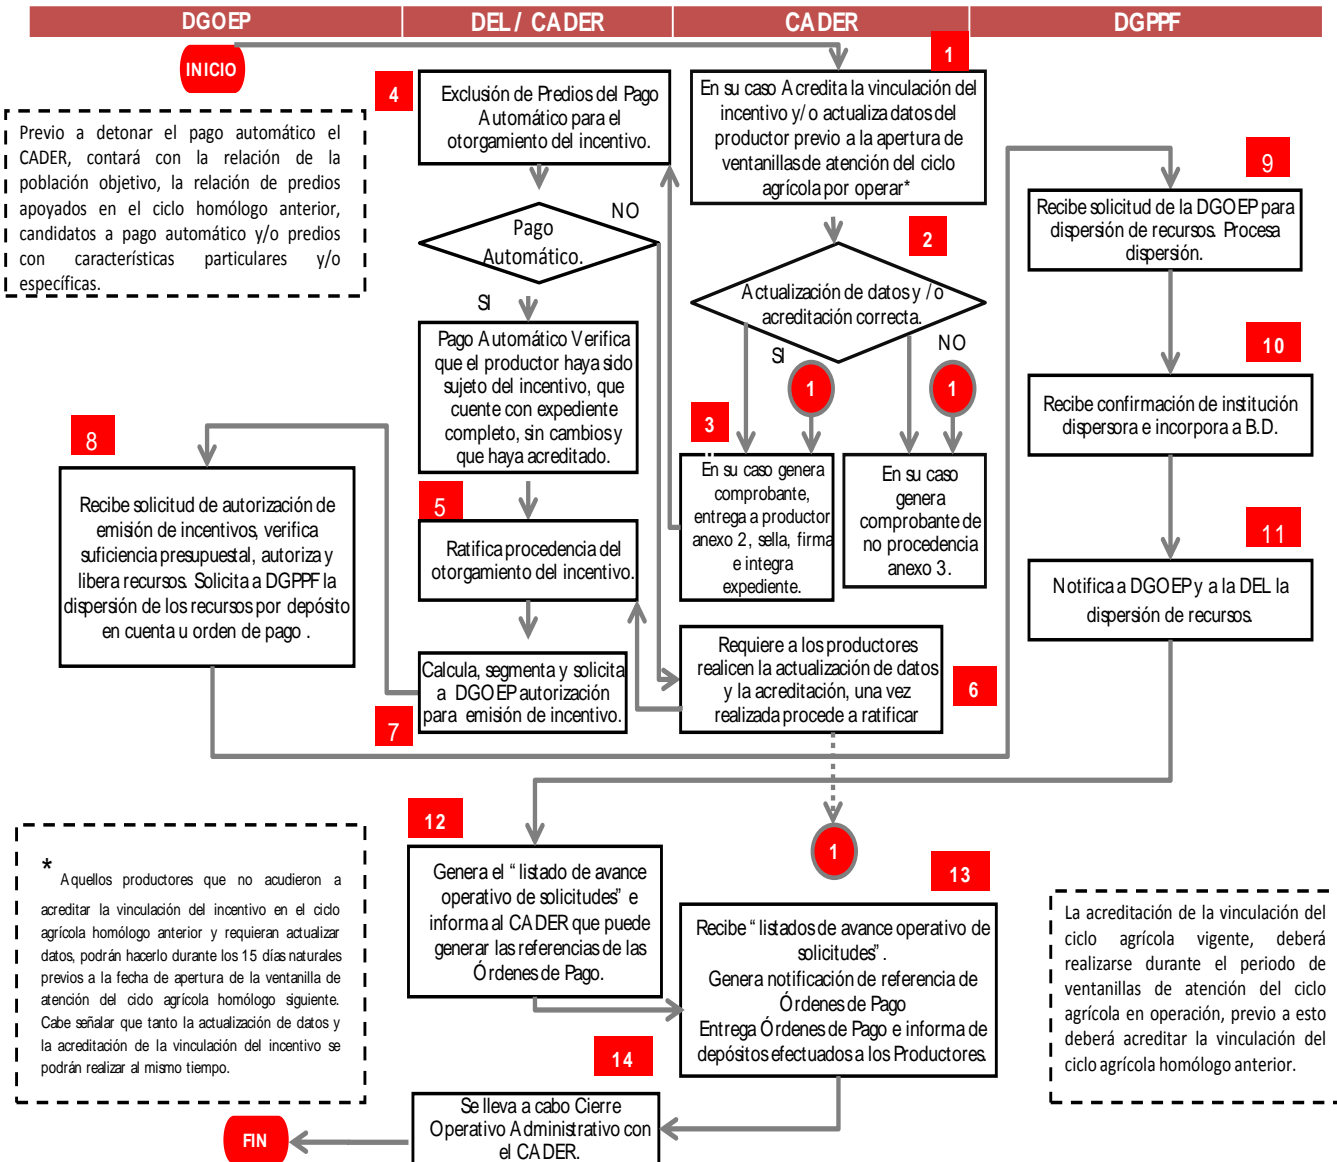 DGOEP
DEL / CADER
CADER
DGPPF
INICIO
Previo a detonar el pago automático el
CADER, contará con la relación de la
población objetivo, la relación de predios
apoyados en el ciclo homólogo anterior,
candidatos a pago automático y/o predios
con características particulares y/o
específicas.
1
En su caso Acredita la vinculación del
incentivo y/o actualiza datos del
productor previo a la apertura de
ventanillas de atención del ciclo
agrícola por operar*
2
Actualización de datos y / o
acreditación correcta.
SI
NO
1
1
3
En su caso genera
comprobante,
entrega a productor
anexo 2, sella, firma
e integra
expediente.
En su caso
genera
comprobante de
no procedencia
anexo 3.
4
Exclusión de Predios del Pago
Automático para el
otorgamiento del incentivo.
Pago
Automático.
NO
SI
Pago Automático Verifica
que el productor haya sido
sujeto del incentivo, que
cuente con expediente
completo, sin cambios y
que haya acreditado.
5
Ratifica procedencia del
otorgamiento del incentivo.
6
Requiere a los productores
realicen la actualización de datos
y la acreditación, una vez
realizada procede a ratificar
1
7
Calcula, segmenta y solicita
a DGOEP autorización
para emisión de incentivo.
8
Recibe solicitud de autorización de
emisión de incentivos, verifica
suficiencia presupuestal, autoriza y
libera recursos. Solicita a DGPPF la
dispersión de los recursos por depósito
en cuenta u orden de pago .
9
Recibe solicitud de la DGOEP para
dispersión de recursos. Procesa
dispersión.
10
Recibe confirmación de institución
dispersora e incorpora a B.D.
11
Notifica a DGOEP y a la DEL la
dispersión de recursos.
12
Genera el “listado de avance
operativo de solicitudes” e
informa al CADER que puede
generar las referencias de las
Órdenes de Pago.
13
Recibe “listados de avance operativo de
solicitudes”.
Genera notificación de referencia de
Órdenes de Pago
Entrega Órdenes de Pago e informa de
depósitos efectuados a los Productores.
14
Se lleva a cabo Cierre
Operativo Administrativo con
el CADER.
FIN
* Aquellos productores que no acudieron a
acreditar la vinculación del incentivo en el ciclo
agrícola homólogo anterior y requieran actualizar
datos, podrán hacerlo durante los 15 días naturales
previos a la fecha de apertura de la ventanilla de
atención del ciclo agrícola homólogo siguiente.
Cabe señalar que tanto la actualización de datos y
la acreditación de la vinculación del incentivo se
podrán realizar al mismo tiempo.
La acreditación de la vinculación del
ciclo agrícola vigente, deberá
realizarse durante el periodo de
ventanillas de atención del ciclo
agrícola en operación, previo a esto
deberá acreditar la vinculación del
ciclo agrícola homólogo anterior.